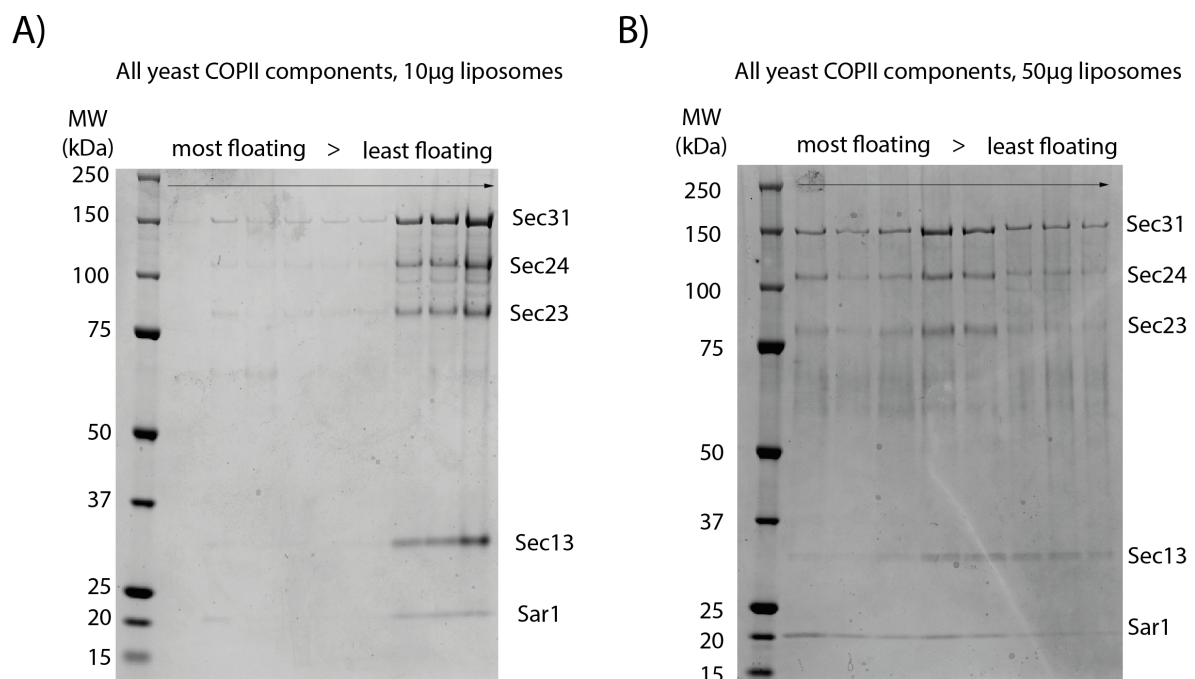 A)
All yeast COPII components, 10µg liposomes
MW
(kDa)
most floating > least floating
250
150
100
75
50
37
25
20
15
Sec31
Sec24
Sec23
Sec13
Sar1
B)
All yeast COPII components, 50µg liposomes
MW
(kDa)
most floating > least floating
250
150
100
75
50
37
25
20
15
Sec31
Sec24
Sec23
Sec13
Sar1